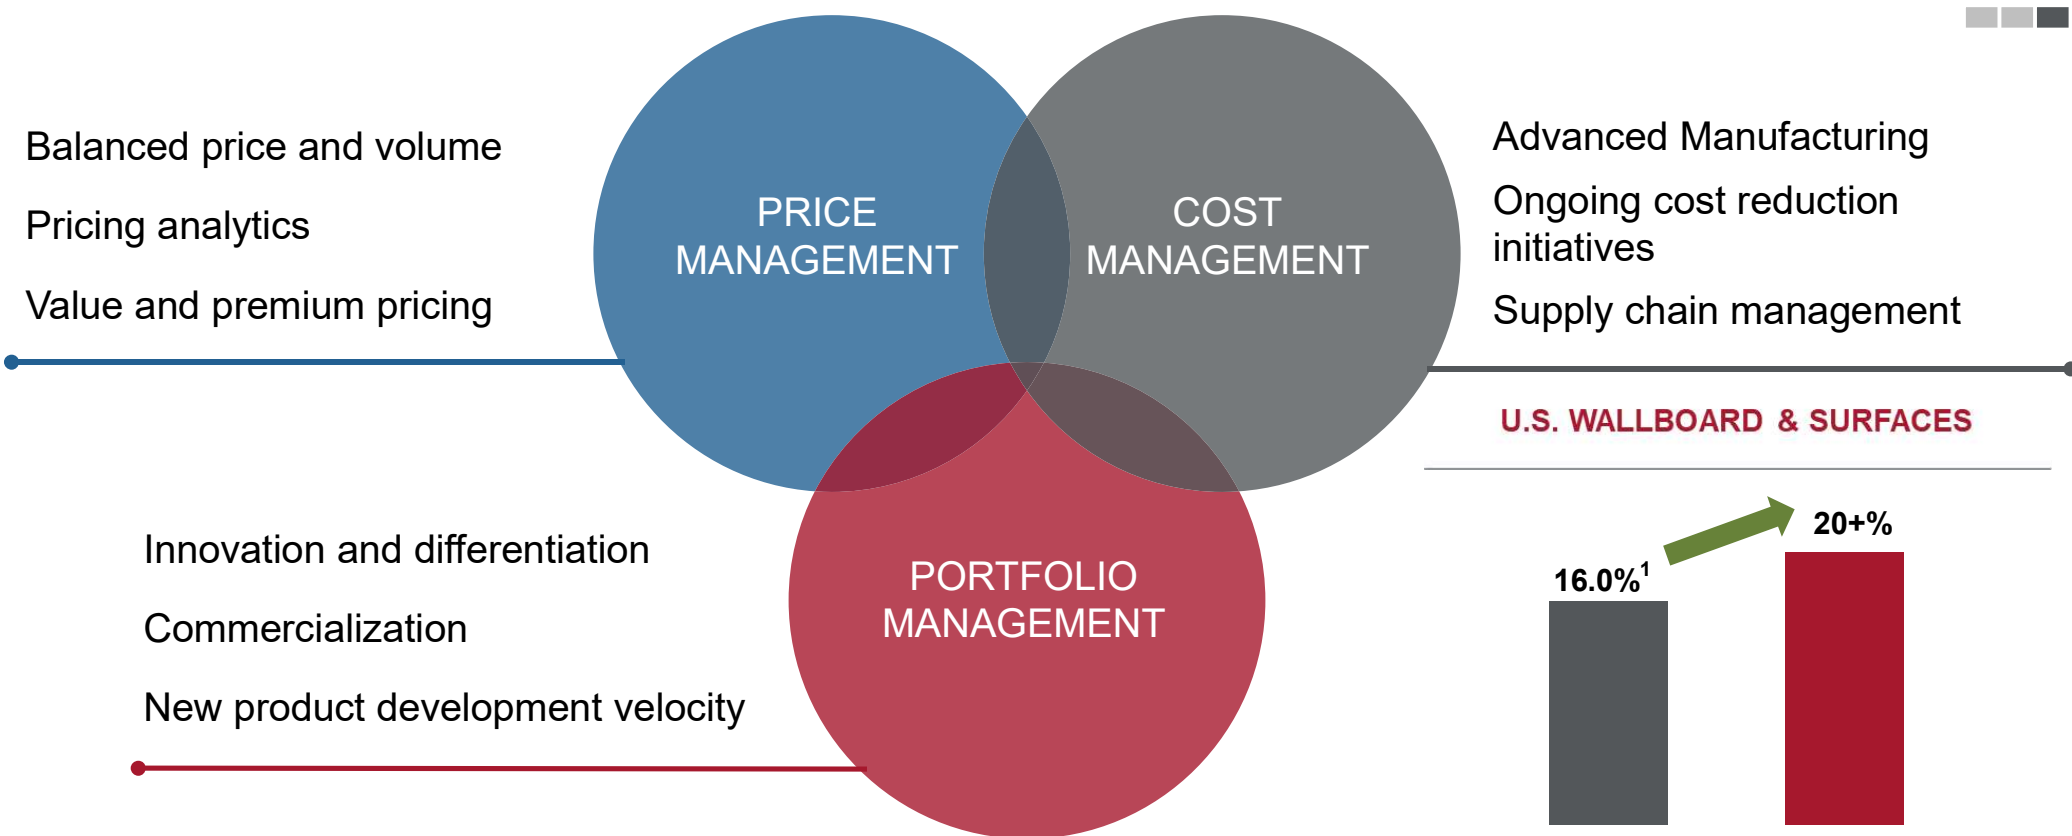 Balanced price and volume
Pricing analytics
Value and premium pricing
PRICE
MANAGEMENT
COST
MANAGEMENT
Advanced Manufacturing
Ongoing cost reduction
initiatives
Supply chain management
Innovation and differentiation
Commercialization
New product development velocity
PORTFOLIO
MANAGEMENT
U.S. WALLBOARD & SURFACES
16.0%¹
20+%